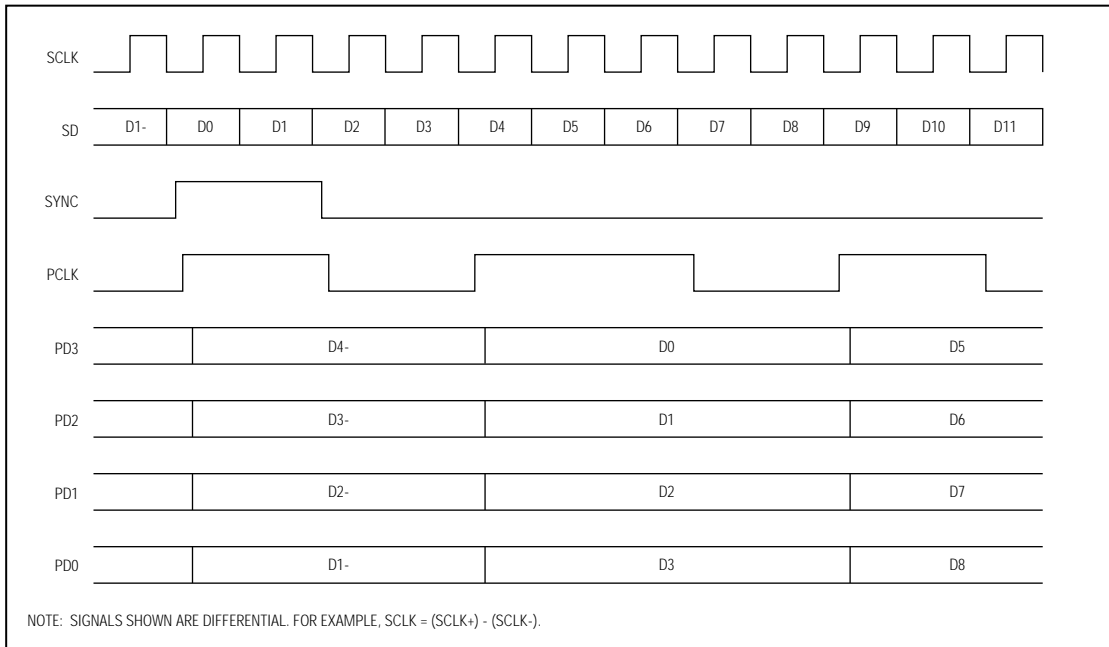 SCLK
SD D1- D0 D1 D2 D3 D4 D5 D6 D7 D8 D9 D10 D11
SYNC
PCLK
PD3 D4- D0 D5
PD2 D3- D1 D6
PD1 D2- D2 D7
PD0 D1- D3 D8
NOTE: SIGNALS SHOWN ARE DIFFERENTIAL. FOR EXAMPLE, SCLK = (SCLK+) - (SCLK-).